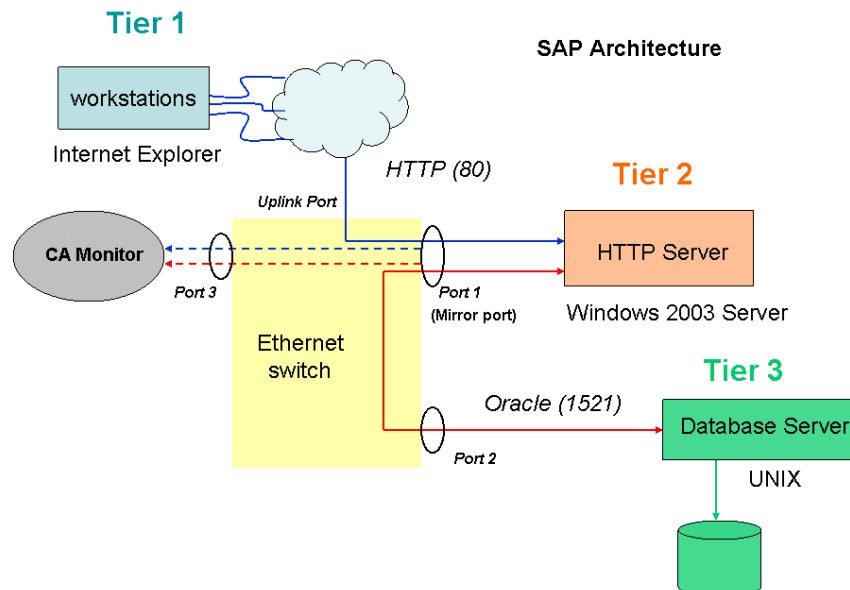 Tier 1
SAP Architecture
workstations
Internet Explorer
HTTP (80)
Tier 2
Uplink Port
CA Monitor
HTTP Server
Port 3
Port 1
(Mirror port)
Windows 2003 Server
Ethernet
switch
Tier 3
Oracle (1521)
Database Server
Port 2
UNIX